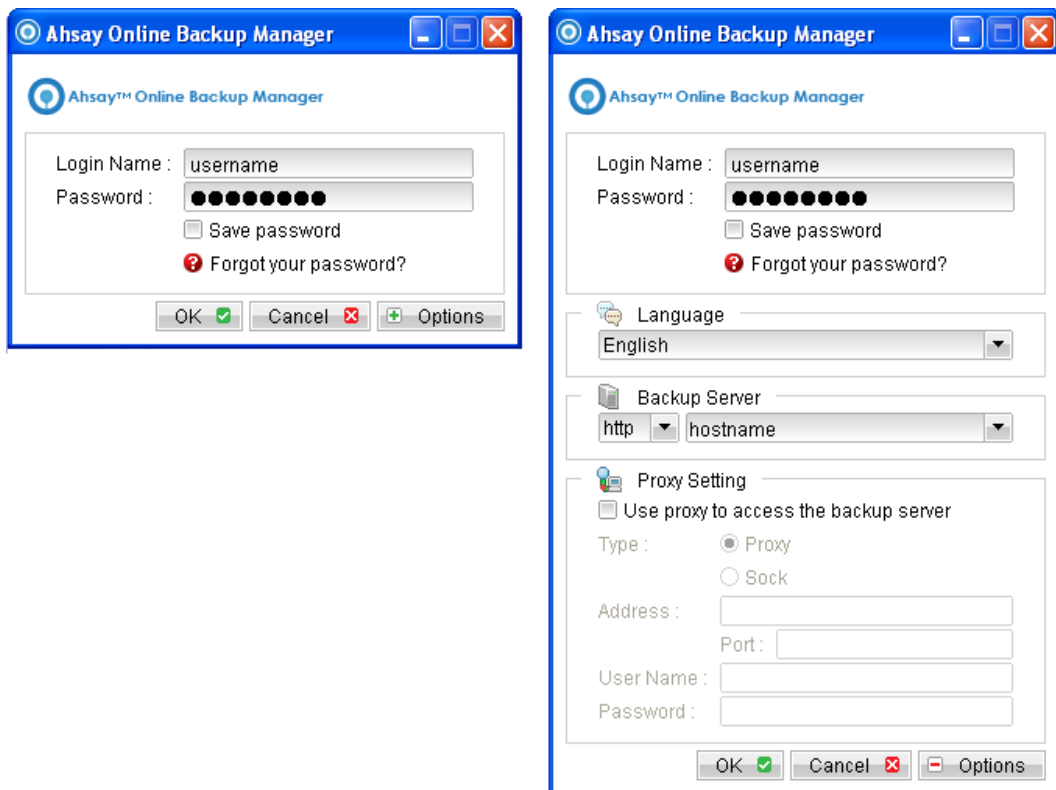 Ahsay Online Backup Manager
Ahsay™ Online Backup Manager
Login Name : username
Password :
Save password
Forgot your password?
OK Cancel Options
Ahsay Online Backup Manager
Ahsay™ Online Backup Manager
Login Name : username
Password :
Save password
Forgot your password?
Language
English
Backup Server
http hostname
Proxy Setting
Use proxy to access the backup server
Type : Proxy
Sock
Address :
Port :
User Name :
Password :
OK Cancel Options